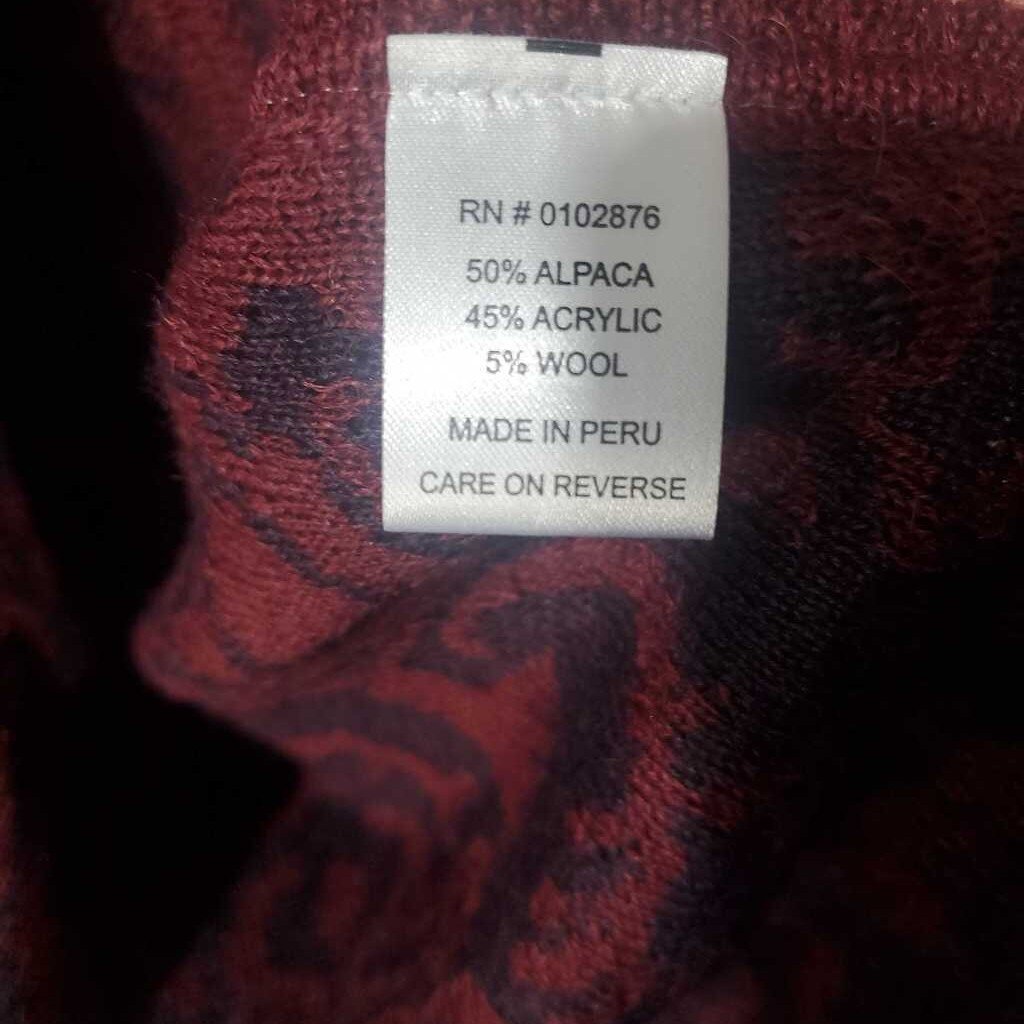 RN # 0102876
50% ALPACA
45% ACRYLIC
5% WOOL
MADE IN PERU
CARE ON REVERSE